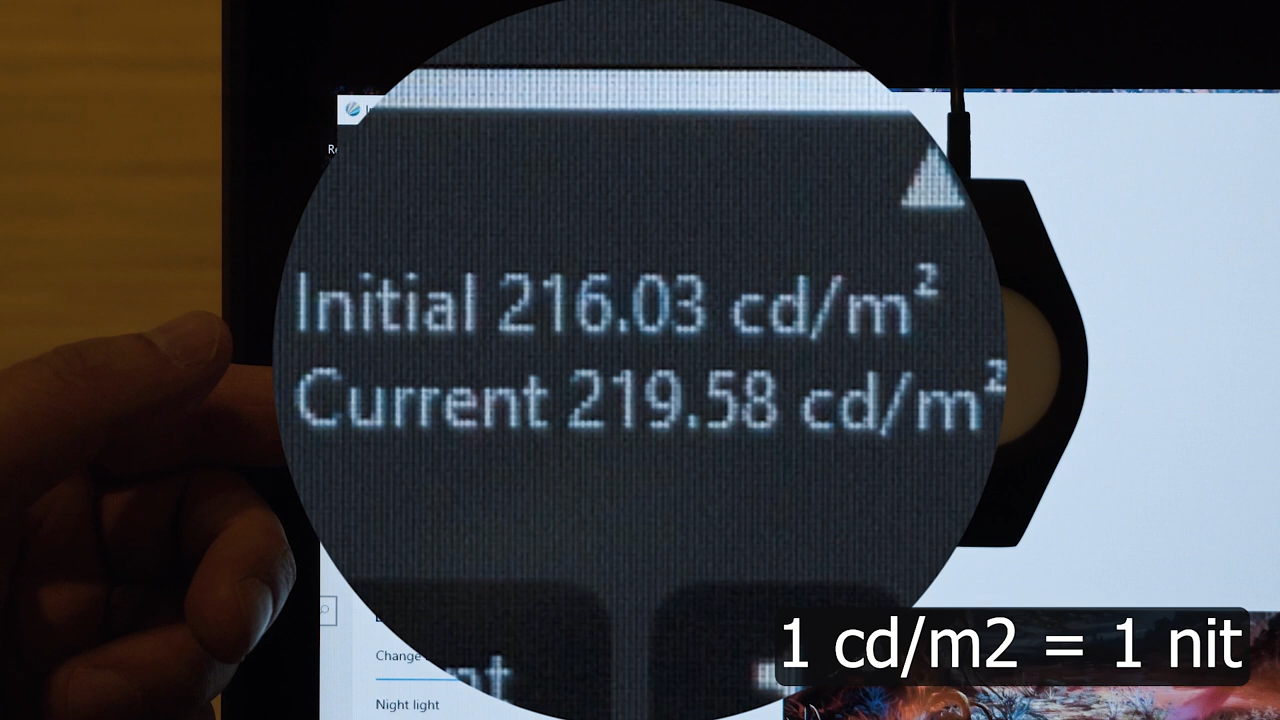 Initial 216.03 cd/m²
Current 219.58 cd/m²
Change
Night light
1 cd/m2 = 1 nit